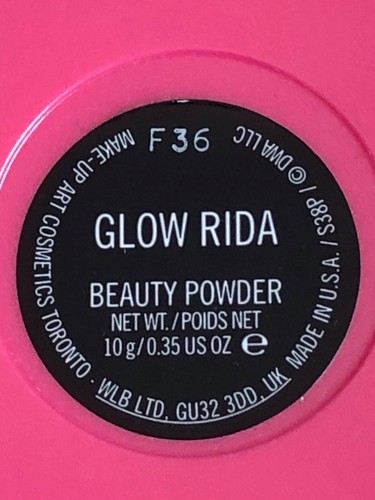 F36
GLOW RIDA
BEAUTY POWDER
NET WT./POIDS NET
10 g/0.35 US OZ e
MAKE-UP ART COSMETICS TORONTO · WLB LTD, GU32 3DD, UK MADE IN U.S.A. / S38P / © DWA LLC